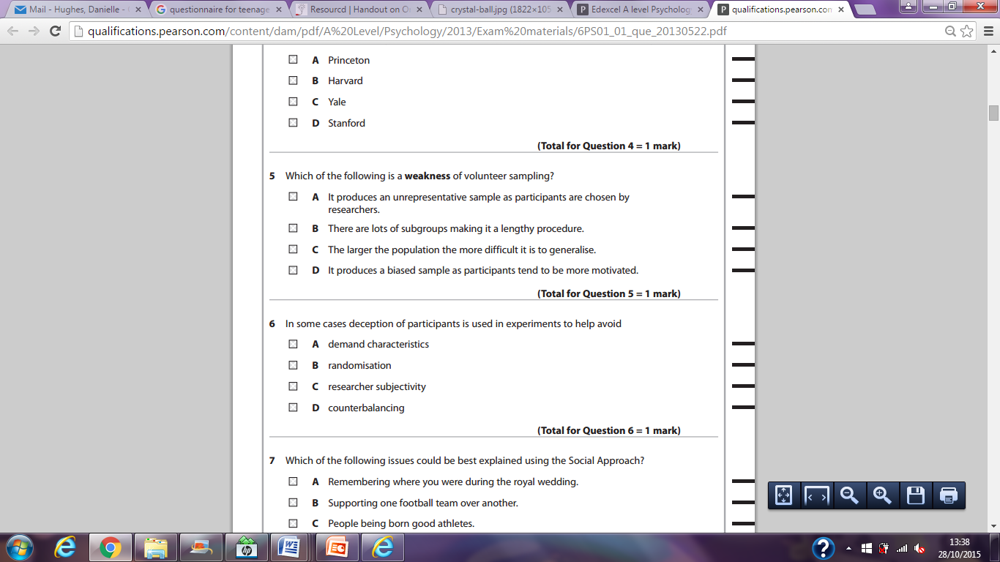 Mail - Hughes, Danielle -
questionnaire for teenage
Resourcd | Handout on O
crystal-ball.jpg (1822×105
Edexcel A level Psycholog
qualifications.pearson.com
qualifications.pearson.com/content/dam/pdf/A%20Level/Psychology/2013/Exam%20materials/6PS01_01_que_20130522.pdf
A Princeton
B Harvard
C Yale
D Stanford
(Total for Question 4 = 1 mark)
5 Which of the following is a weakness of volunteer sampling?
A It produces an unrepresentative sample as participants are chosen by
researchers.
B There are lots of subgroups making it a lengthy procedure.
C The larger the population the more difficult it is to generalise.
D It produces a biased sample as participants tend to be more motivated.
(Total for Question 5 = 1 mark)
6 In some cases deception of participants is used in experiments to help avoid
A demand characteristics
B randomisation
C researcher subjectivity
D counterbalancing
(Total for Question 6 = 1 mark)
7 Which of the following issues could be best explained using the Social Approach?
A Remembering where you were during the royal wedding.
B Supporting one football team over another.
C People being born good athletes.
13:38
28/10/2015